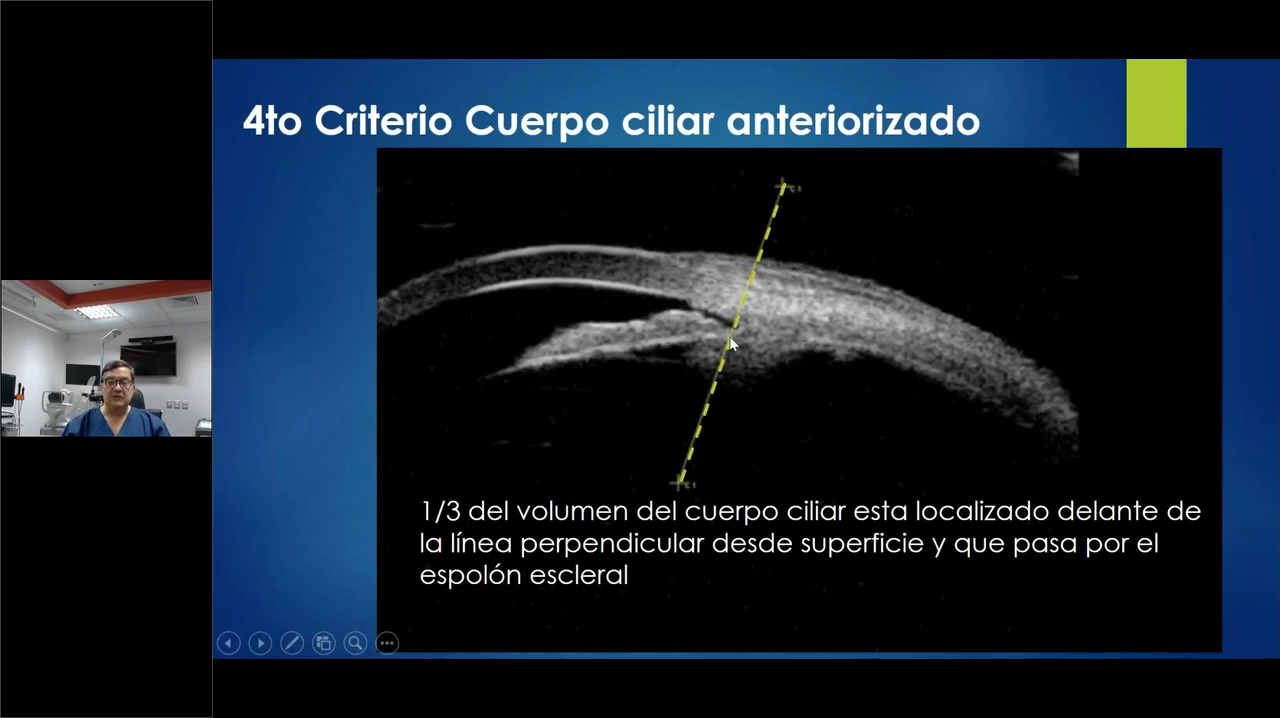 4to Criterio Cuerpo ciliar anteriorizado
1/3 del volumen del cuerpo ciliar esta localizado delante de
la línea perpendicular desde superficie y que pasa por el
espolón escleral